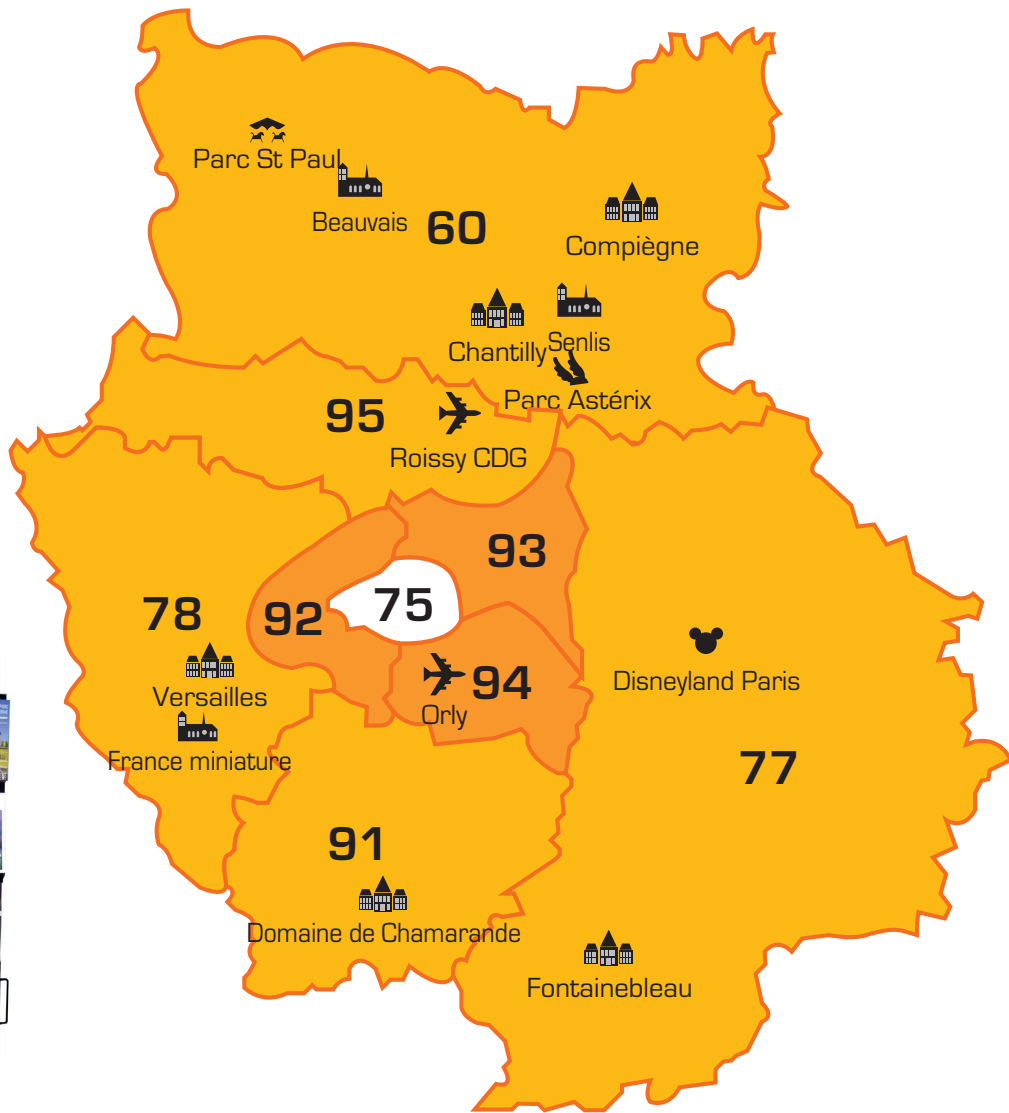 Parc St Paul
Beauvais
60
Compiègne
Senlis
Chantilly
Parc Astérix
95
Roissy CDG
93
75
92
78
94
Versailles
Orly
Disneyland Paris
France miniature
77
91
Domaine de Chamarande
Fontainebleau